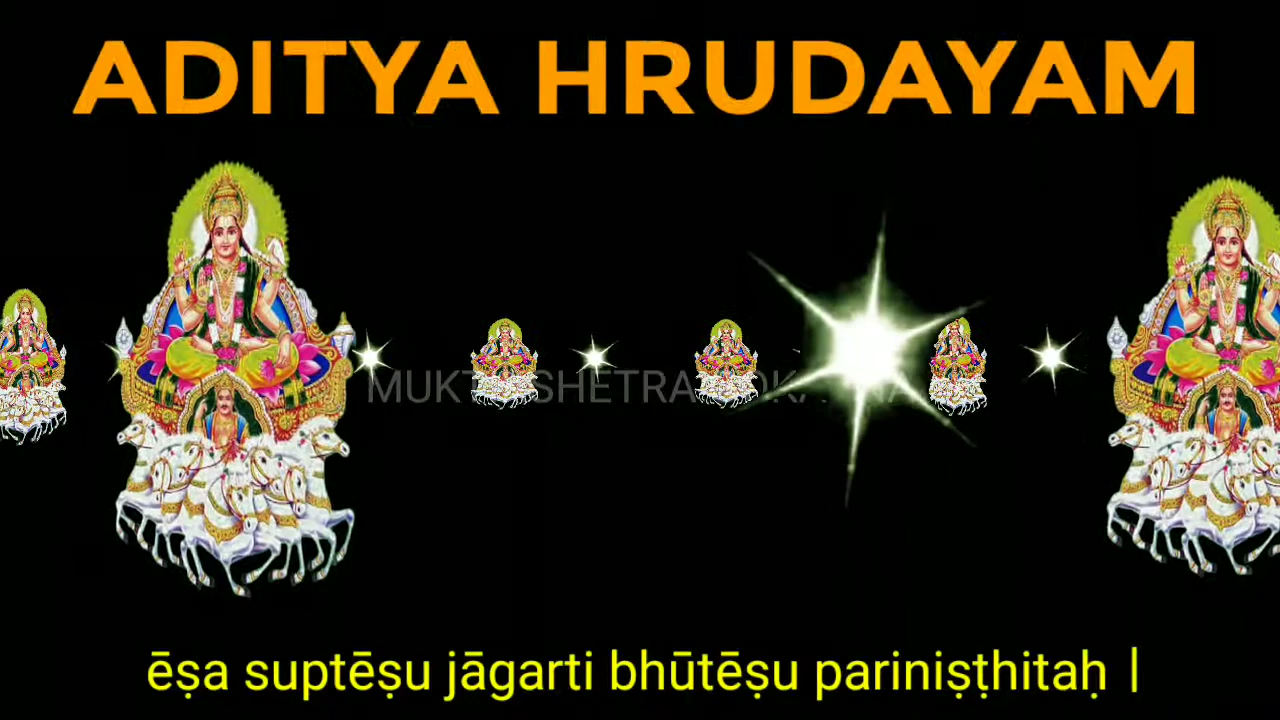 ADITYA HRUDAYAM
ēṣa suptēṣu jāgarti bhūtēṣu pariniṣṭhitaḥ |